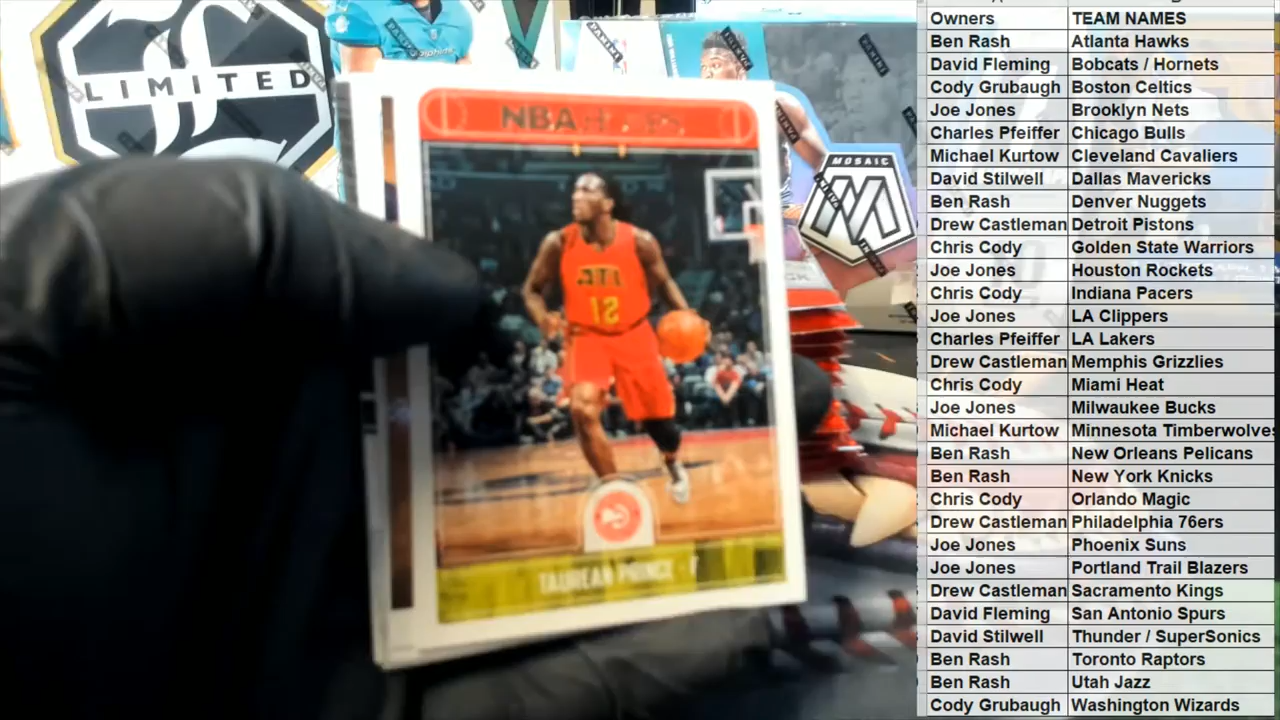 LIMITED
NBA HOOPS
ATL
12
TAUREAN PRINCE - F
MOSAIC
Owners TEAM NAMES
Ben Rash Atlanta Hawks
David Fleming Bobcats / Hornets
Cody Grubaugh Boston Celtics
Joe Jones Brooklyn Nets
Charles Pfeiffer Chicago Bulls
Michael Kurtow Cleveland Cavaliers
David Stilwell Dallas Mavericks
Ben Rash Denver Nuggets
Drew Castleman Detroit Pistons
Chris Cody Golden State Warriors
Joe Jones Houston Rockets
Chris Cody Indiana Pacers
Joe Jones LA Clippers
Charles Pfeiffer LA Lakers
Drew Castleman Memphis Grizzlies
Chris Cody Miami Heat
Joe Jones Milwaukee Bucks
Michael Kurtow Minnesota Timberwolves
Ben Rash New Orleans Pelicans
Ben Rash New York Knicks
Chris Cody Orlando Magic
Drew Castleman Philadelphia 76ers
Joe Jones Phoenix Suns
Joe Jones Portland Trail Blazers
Drew Castleman Sacramento Kings
David Fleming San Antonio Spurs
David Stilwell Thunder / SuperSonics
Ben Rash Toronto Raptors
Ben Rash Utah Jazz
Cody Grubaugh Washington Wizards